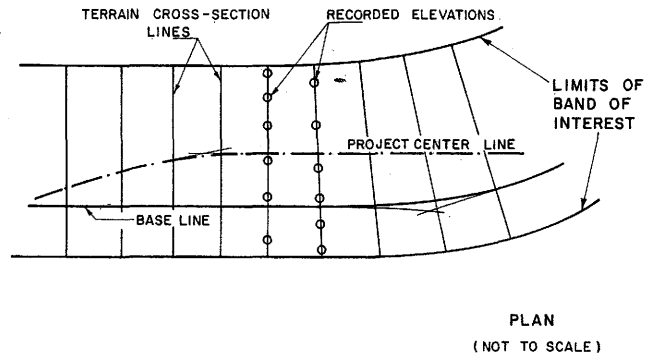 TERRAIN CROSS-SECTION
LINES
RECORDED ELEVATIONS
LIMITS OF
BAND OF
INTEREST
PROJECT CENTER LINE
BASE LINE
PLAN
(NOT TO SCALE)